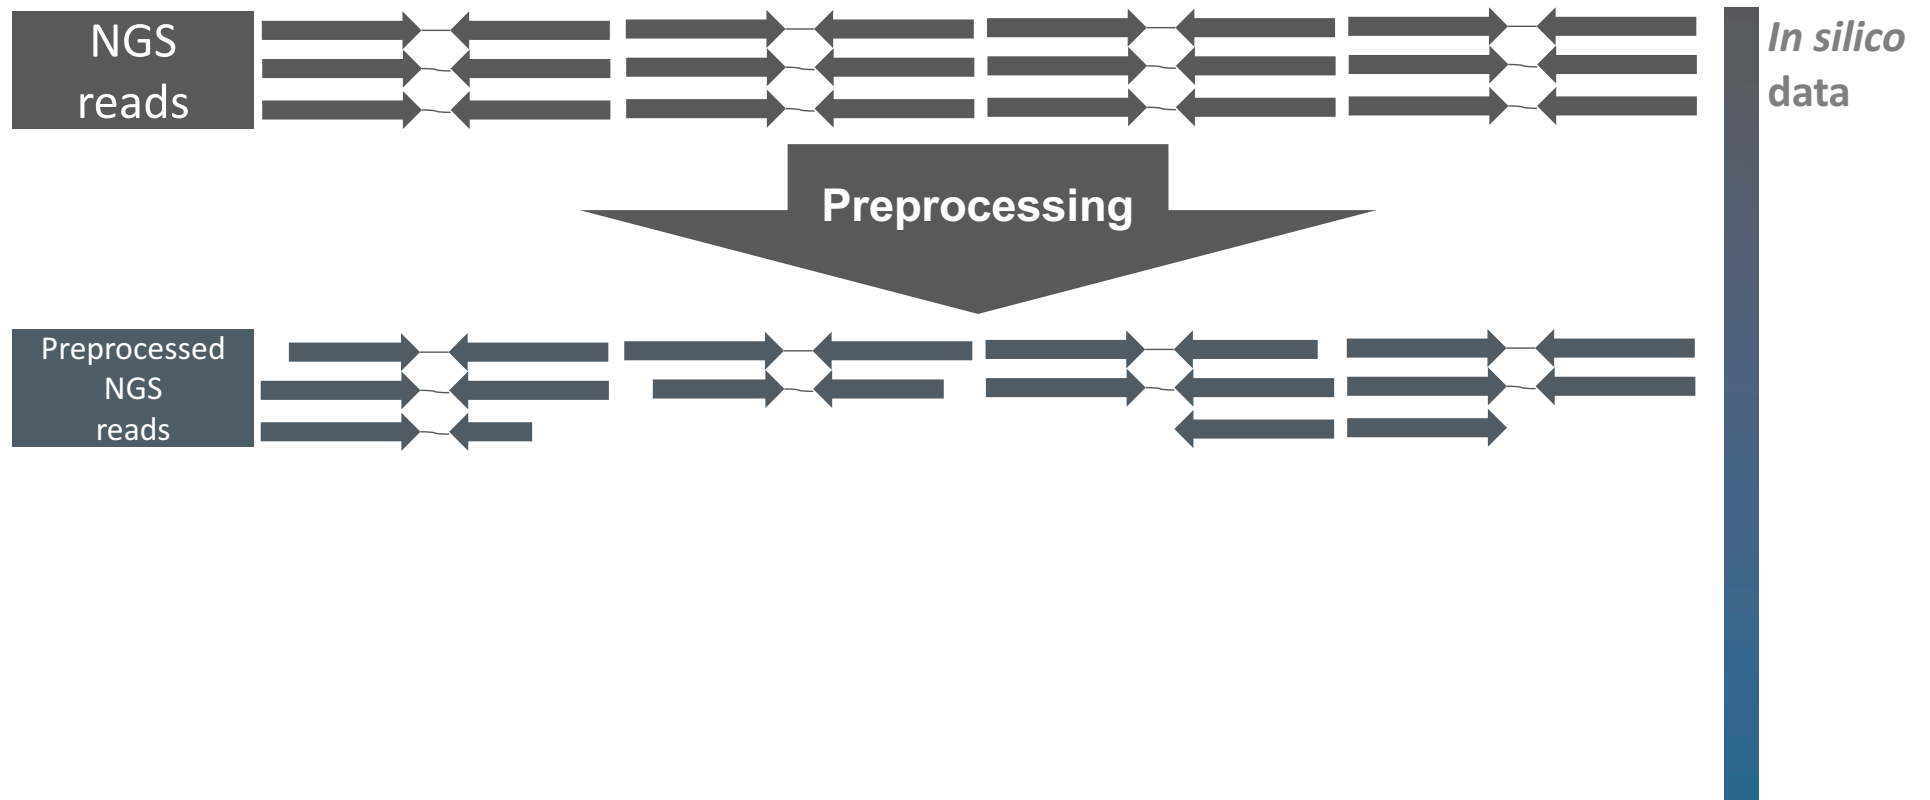 NGS
reads
In silico
data
Preprocessing
Preprocessed
NGS
reads